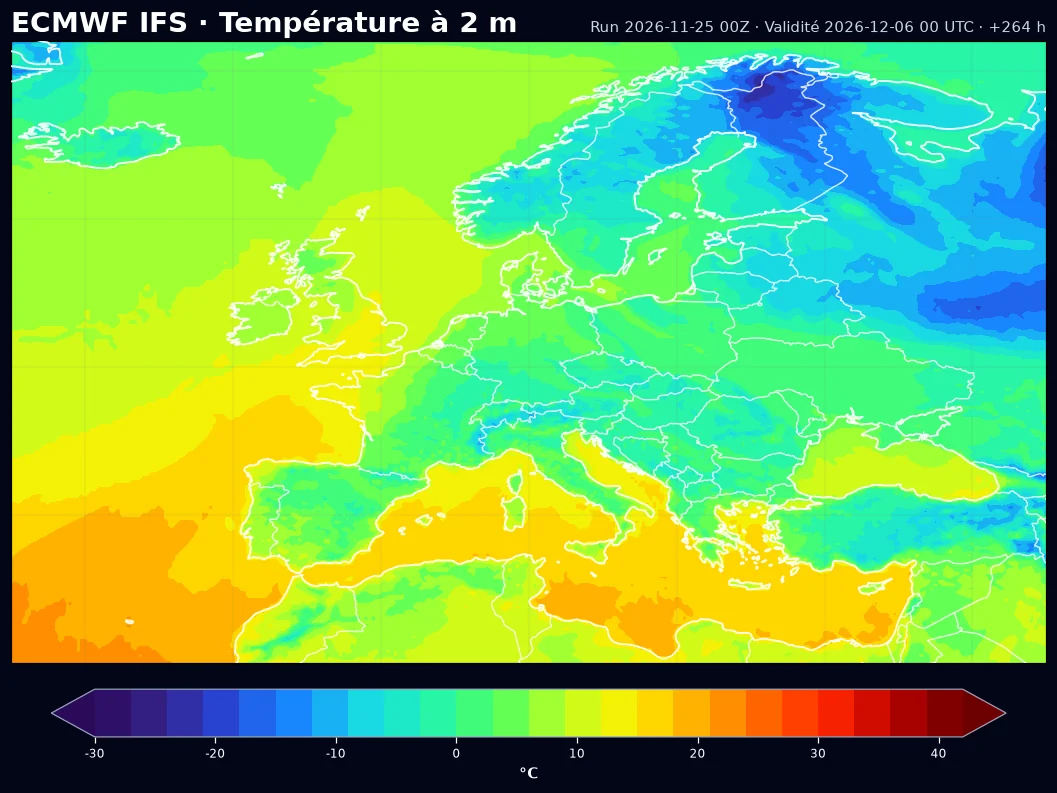 ECMWF IFS · Température à 2 m
Run 2026-11-25 00Z · Validité 2026-12-06 00 UTC · +264 h
-30 -20 -10 0 10 20 30 40
°C